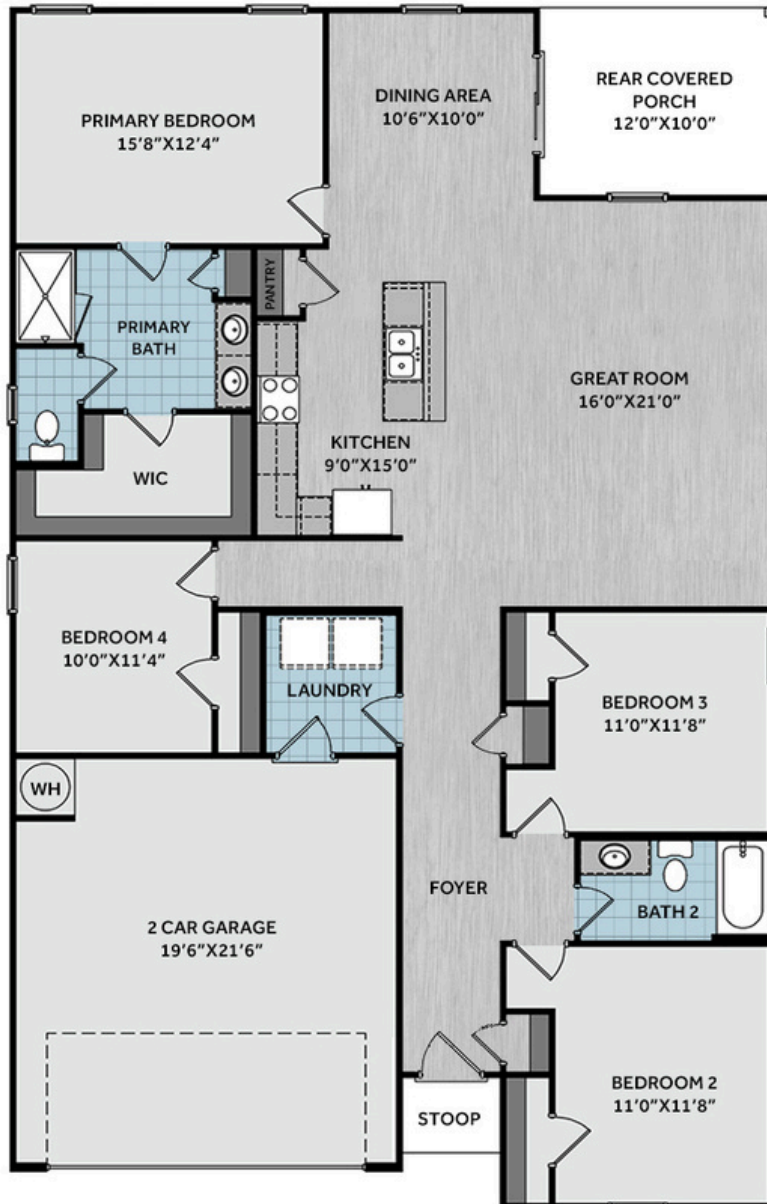 PRIMARY BEDROOM
15'8"X12'4"
DINING AREA
10'6"X10'0"
REAR COVERED
PORCH
12'0"X10'0"
PANTRY
PRIMARY
BATH
GREAT ROOM
16'0"X21'0"
KITCHEN
9'0"X15'0"
WIC
BEDROOM 4
10'0"X11'4"
LAUNDRY
BEDROOM 3
11'0"X11'8"
WH
FOYER
BATH 2
2 CAR GARAGE
19'6"X21'6"
BEDROOM 2
11'0"X11'8"
STOOP